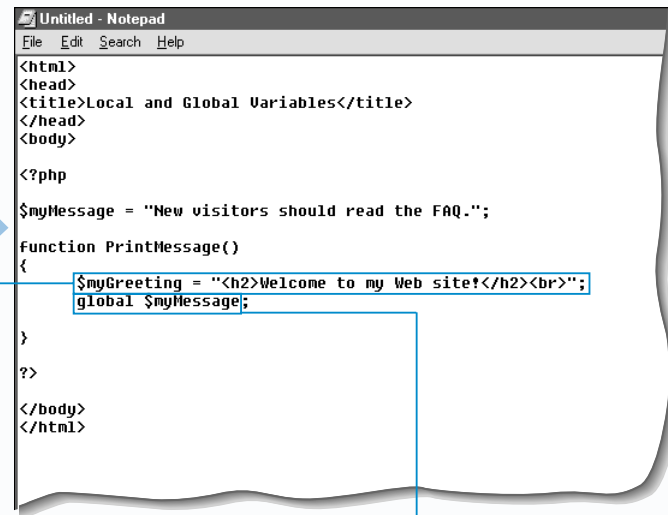 Untitled - Notepad
File Edit Search Help
<html>
<head>
<title>Local and Global Variables</title>
</head>
<body>
<?php
$myMessage = "New visitors should read the FAQ.";
function PrintMessage()
{
$myGreeting = "<h2>Welcome to my Web site!</h2><br>";
global $myMessage;
}
?>
</body>
</html>